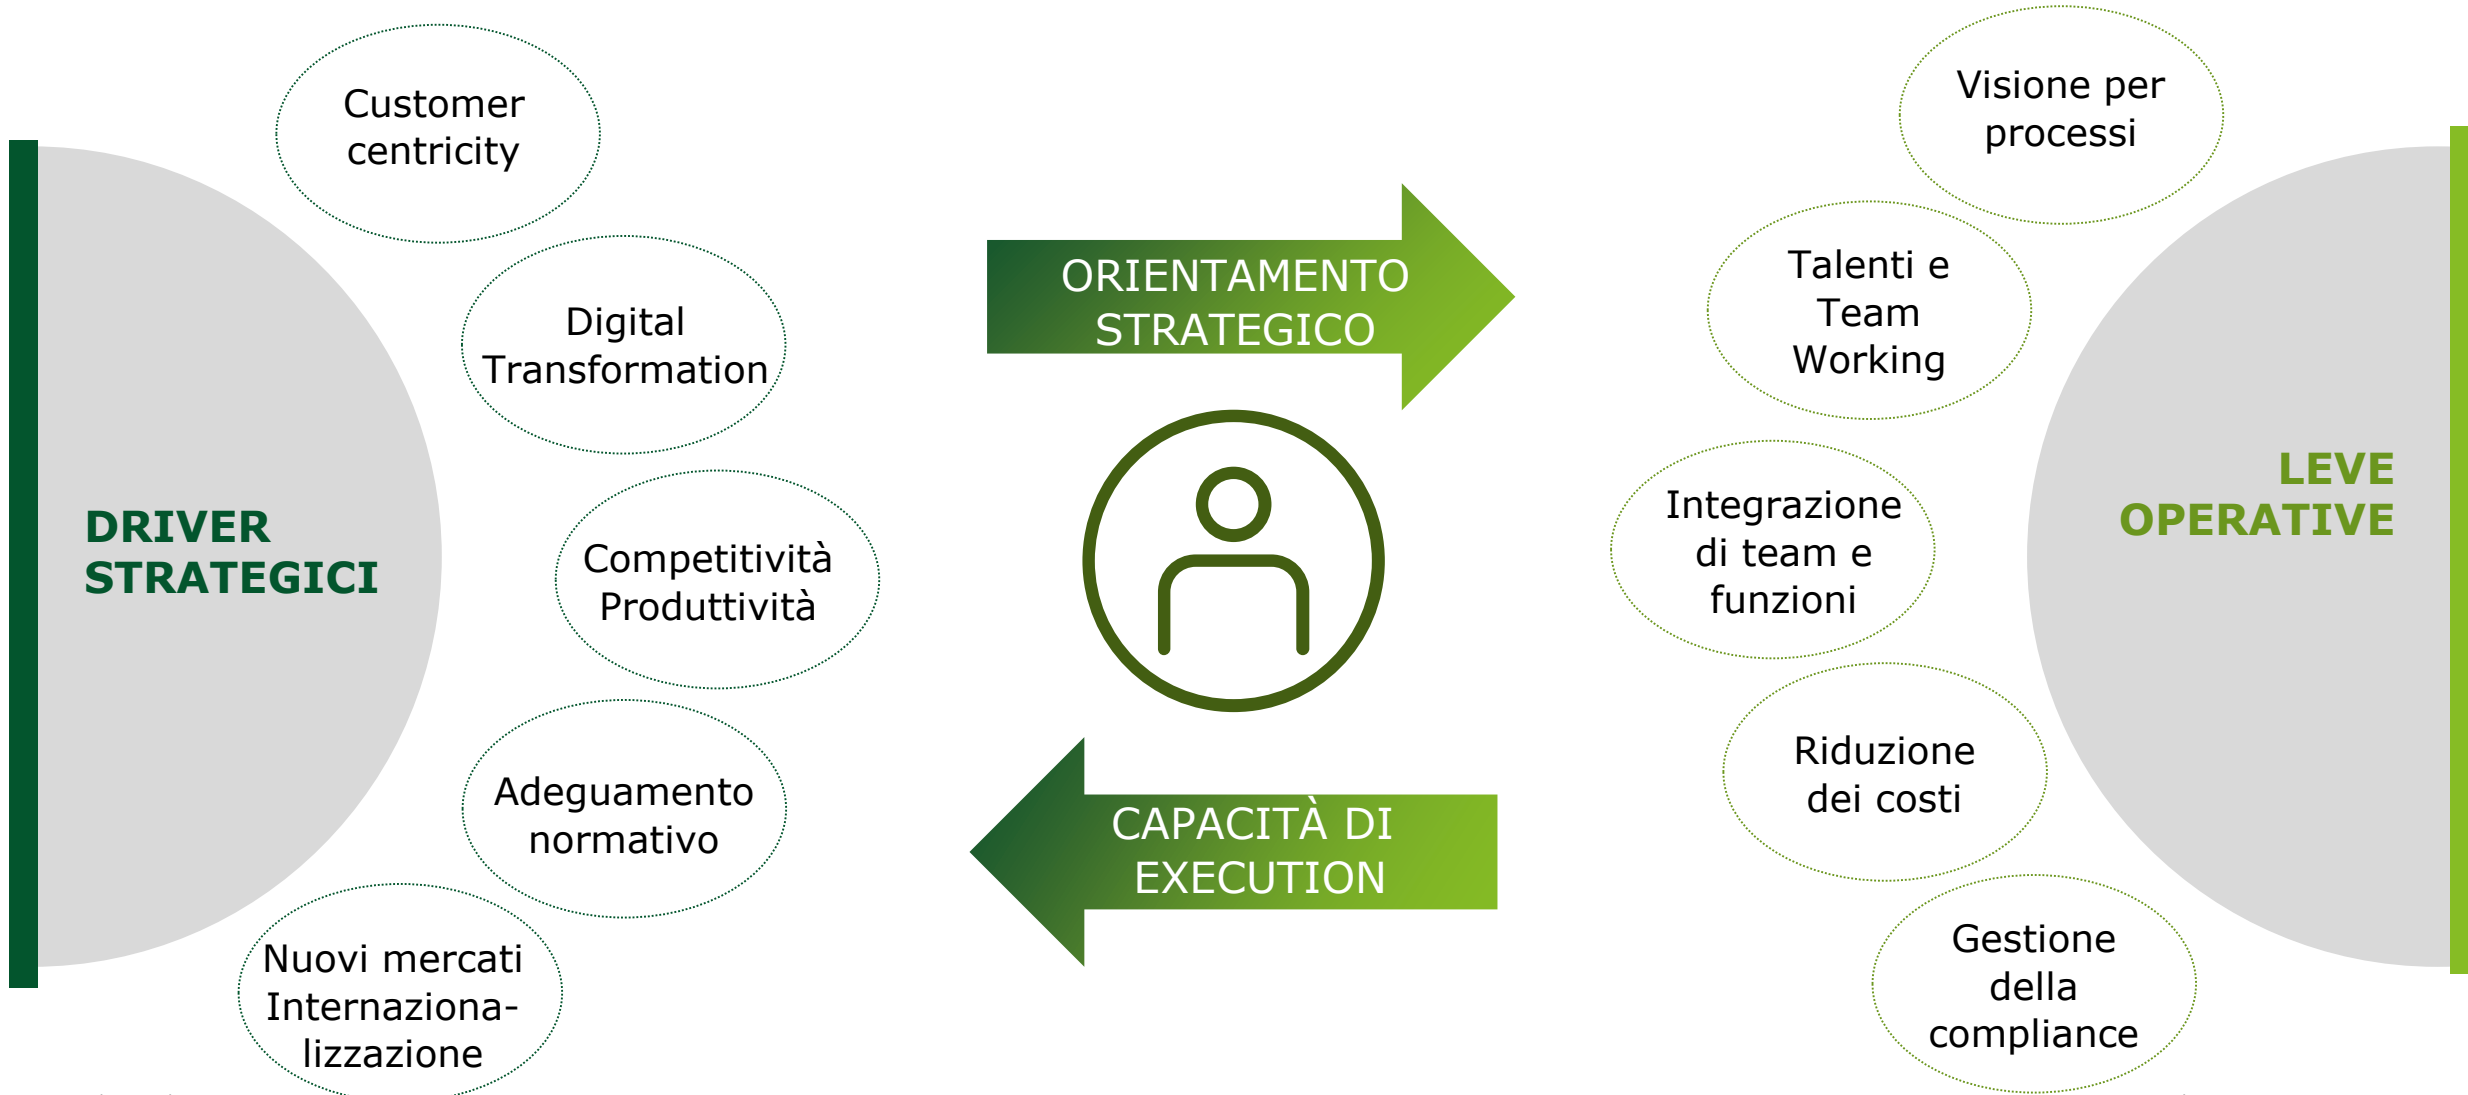 Customer
centricity
Digital
Transformation
DRIVER
STRATEGICI
Competitività
Produttività
Adeguamento
normativo
Nuovi mercati
Internaziona-
lizzazione
ORIENTAMENTO
STRATEGICO
CAPACITÀ DI
EXECUTION
Visione per
processi
Talenti e
Team
Working
Integrazione
di team e
funzioni
LEVE
OPERATIVE
Riduzione
dei costi
Gestione
della
compliance